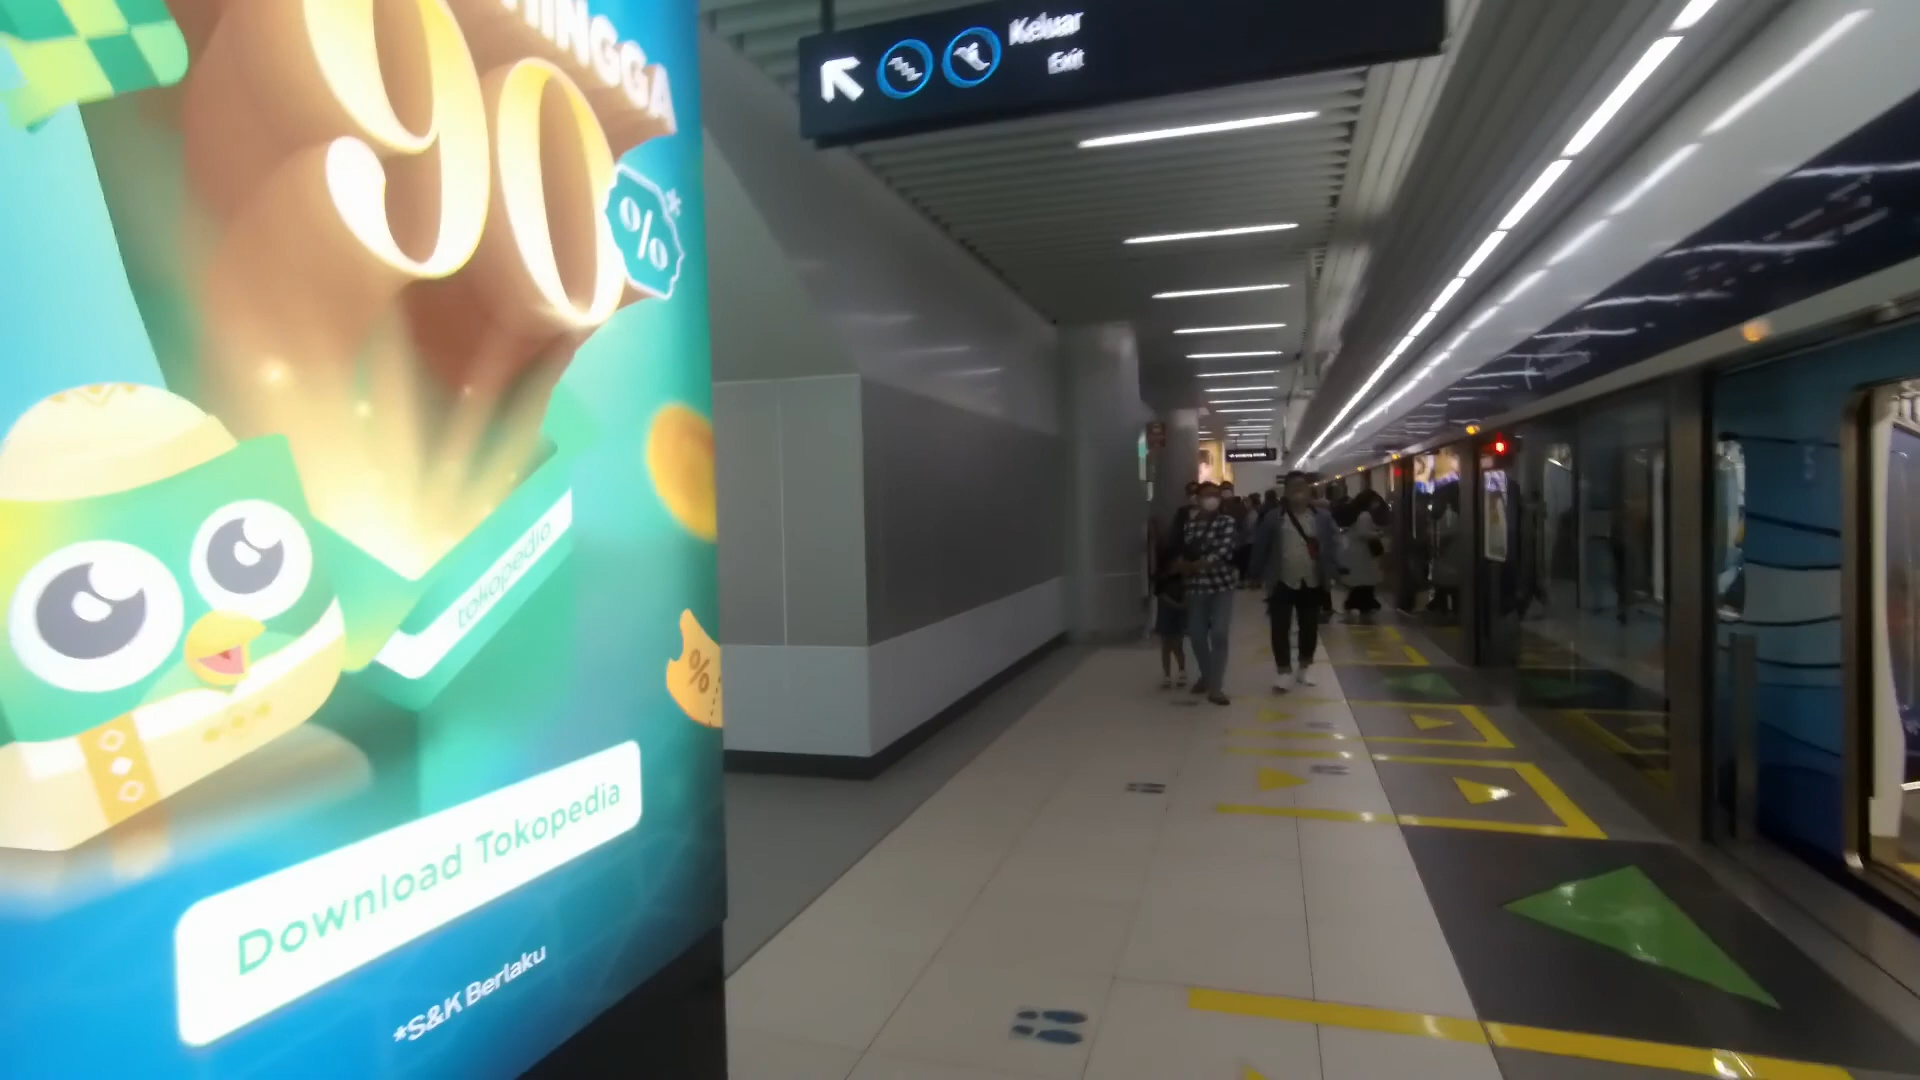 HINGGA
90
%*
tokopedia
%
Download Tokopedia
*S&K Berlaku
Keluar
Exit